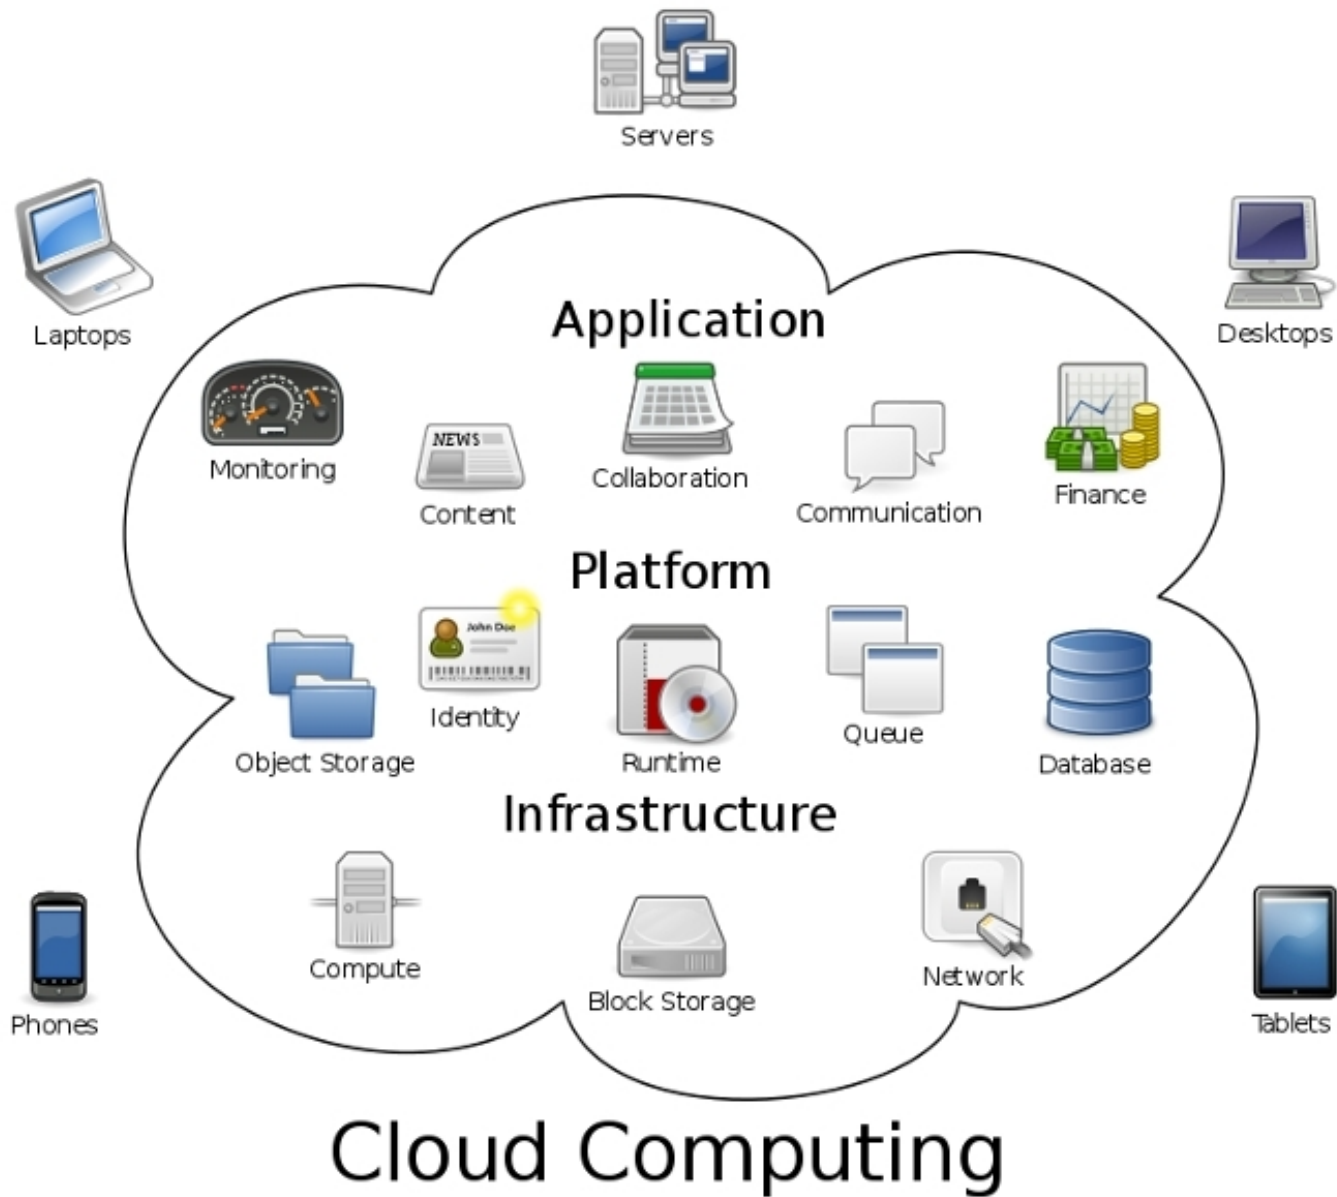 Servers
Laptops
Desktops
Application
Monitoring
NEWS
Content
Collaboration
Communication
Finance
Platform
John Doe
Object Storage
Identity
Runtime
Queue
Database
Infrastructure
Compute
Block Storage
Network
Phones
Tablets
Cloud Computing